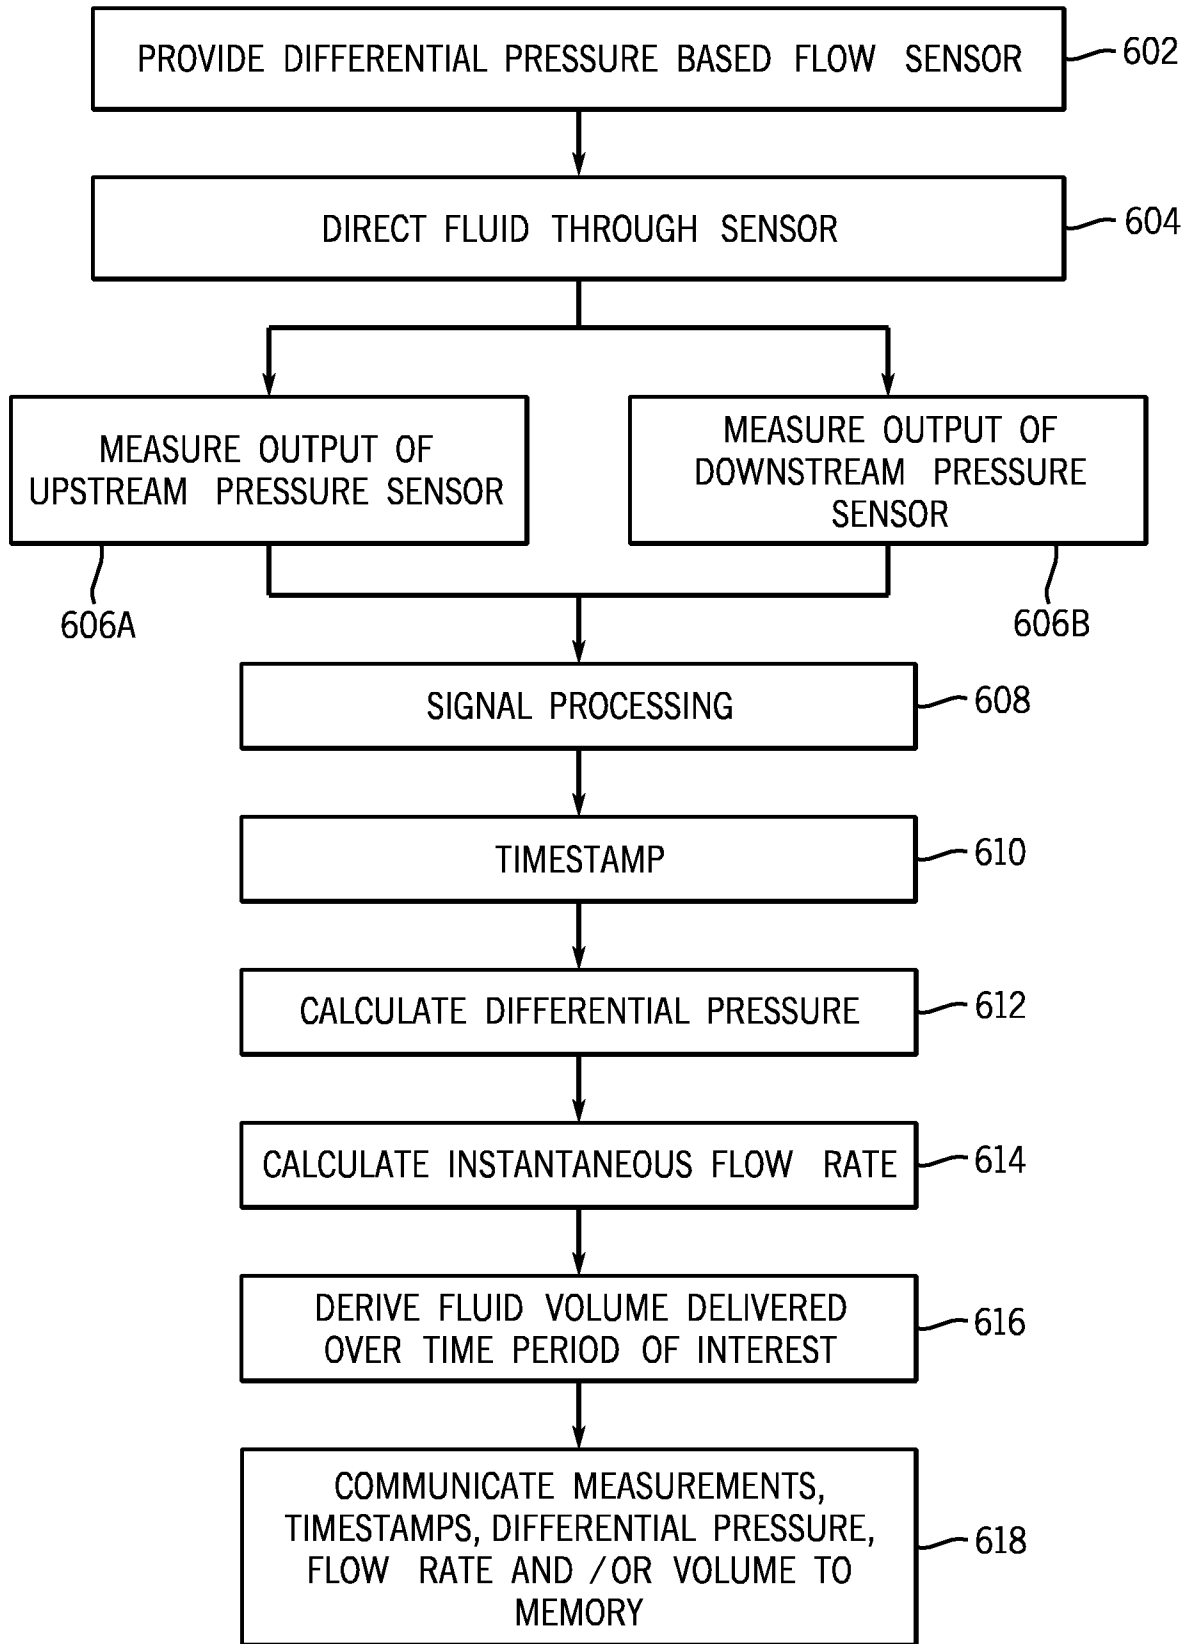 PROVIDE DIFFERENTIAL PRESSURE BASED FLOW SENSOR
602
DIRECT FLUID THROUGH SENSOR
604
MEASURE OUTPUT OF
UPSTREAM PRESSURE SENSOR
606A
MEASURE OUTPUT OF
DOWNSTREAM PRESSURE
SENSOR
606B
SIGNAL PROCESSING
608
TIMESTAMP
610
CALCULATE DIFFERENTIAL PRESSURE
612
CALCULATE INSTANTANEOUS FLOW RATE
614
DERIVE FLUID VOLUME DELIVERED
OVER TIME PERIOD OF INTEREST
616
COMMUNICATE MEASUREMENTS,
TIMESTAMPS, DIFFERENTIAL PRESSURE,
FLOW RATE AND /OR VOLUME TO
MEMORY
618